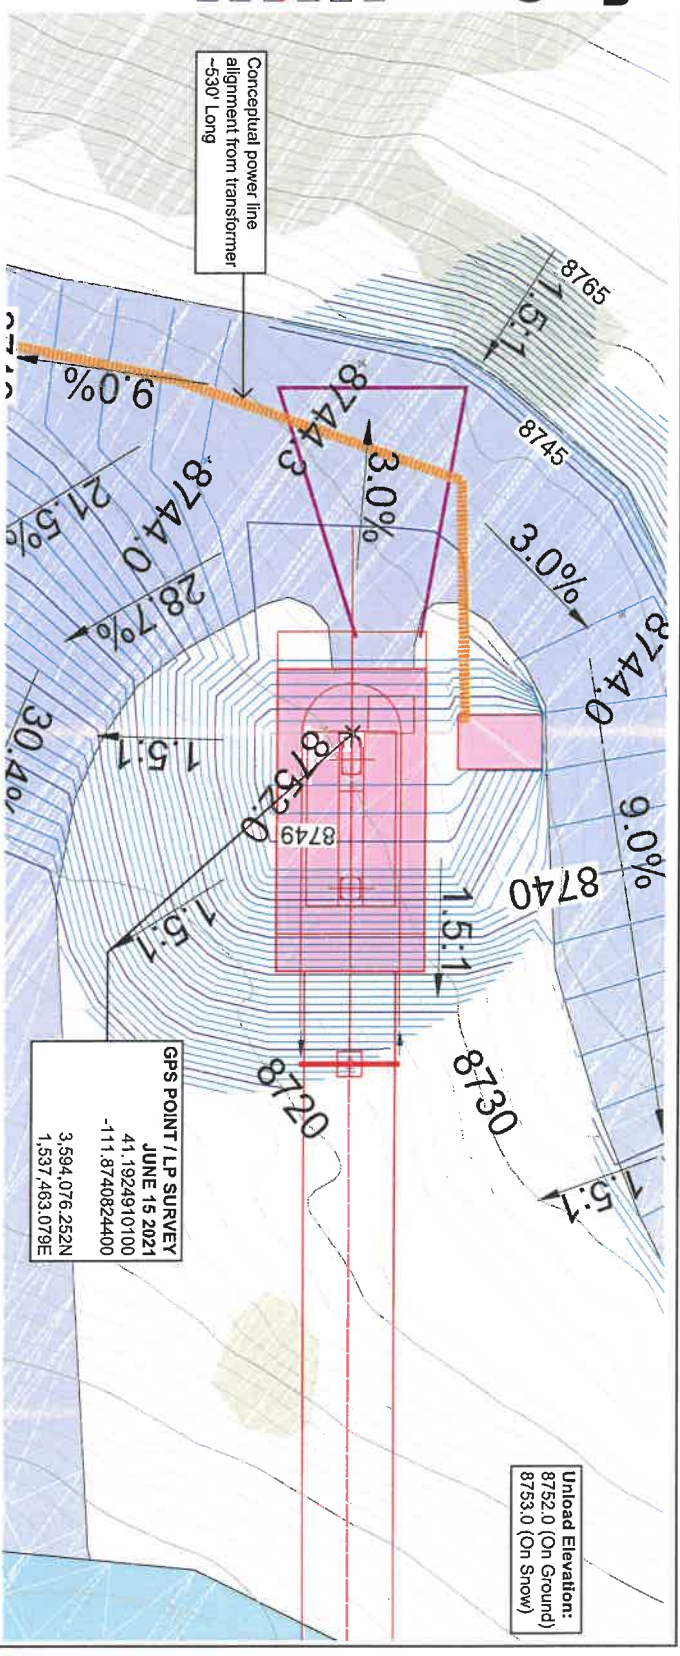 Conceptual power line
alignment from transformer
~530' Long
8765
1.5:1
8745
9.0%
8744.3
3.0%
3.0%
8744.0
21.5%
28.7%
8744.0
30.4%
1.5:1
8752.0
8749
9.0%
8740
1.5:1
1.5:1
8720
8730
1.5:1
GPS POINT / LP SURVEY
JUNE 15 2021
41.1924910100
-111.8740824400
3,594,076.252N
1,537,463.079E
Unload Elevation:
8752.0 (On Ground)
8753.0 (On Snow)